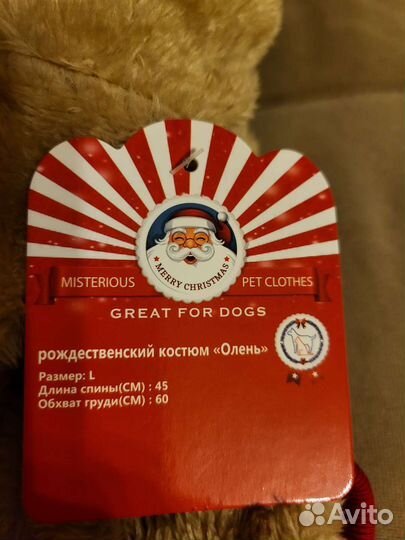 MERRY CHRISTMAS
MISTERIOUS PET CLOTHES
GREAT FOR DOGS
рождественский костюм «Олень»
Размер: L
Длина спины(СМ) : 45
Обхват груди(СМ) : 60
Avito